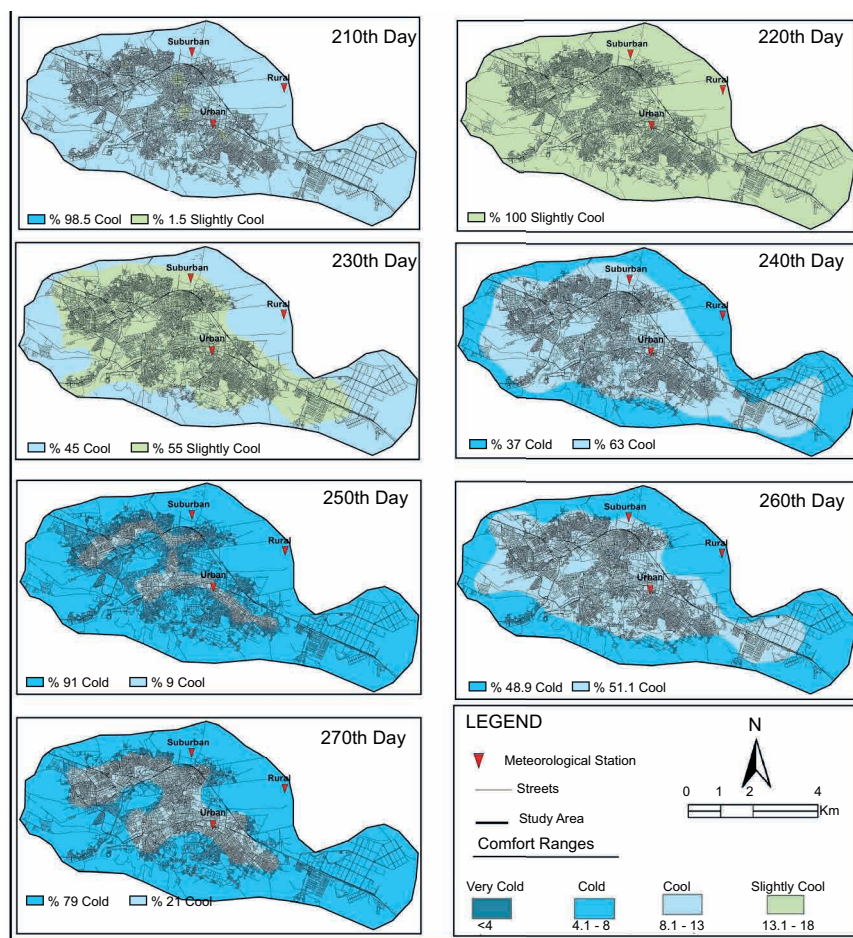 210th Day
Suburban
Rural
Urban
% 98.5 Cool % 1.5 Slightly Cool
220th Day
Suburban
Rural
Urban
% 100 Slightly Cool
230th Day
Suburban
Rural
Urban
% 45 Cool % 55 Slightly Cool
240th Day
Suburban
Rural
Urban
% 37 Cold % 63 Cool
250th Day
Suburban
Rural
Urban
% 91 Cold % 9 Cool
260th Day
Suburban
Rural
Urban
% 48.9 Cold % 51.1 Cool
270th Day
Suburban
Rural
Urban
% 79 Cold % 21 Cool
LEGEND
N
Meteorological Station
Streets
Study Area
0 1 2 4
Km
Comfort Ranges
Very Cold Cold Cool Slightly Cool
<4 4.1 - 8 8.1 - 13 13.1 - 18